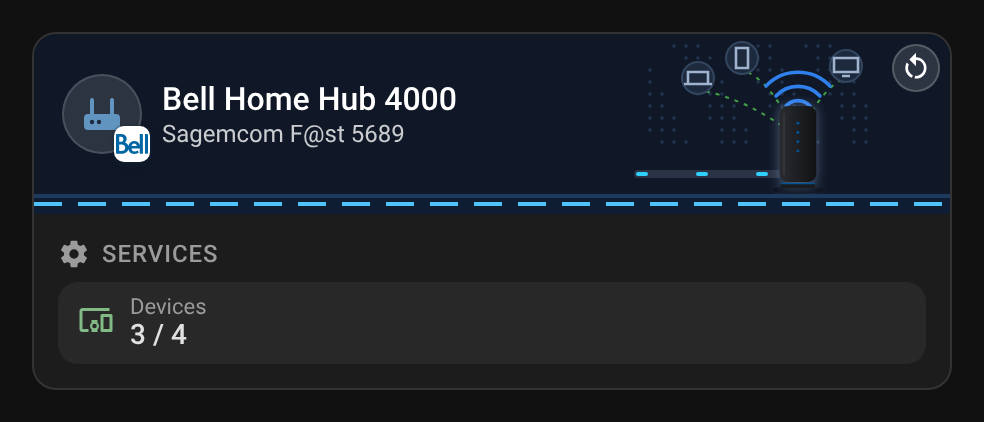 Bell Home Hub 4000
Sagemcom F@st 5689
Bell
SERVICES
Devices
3 / 4